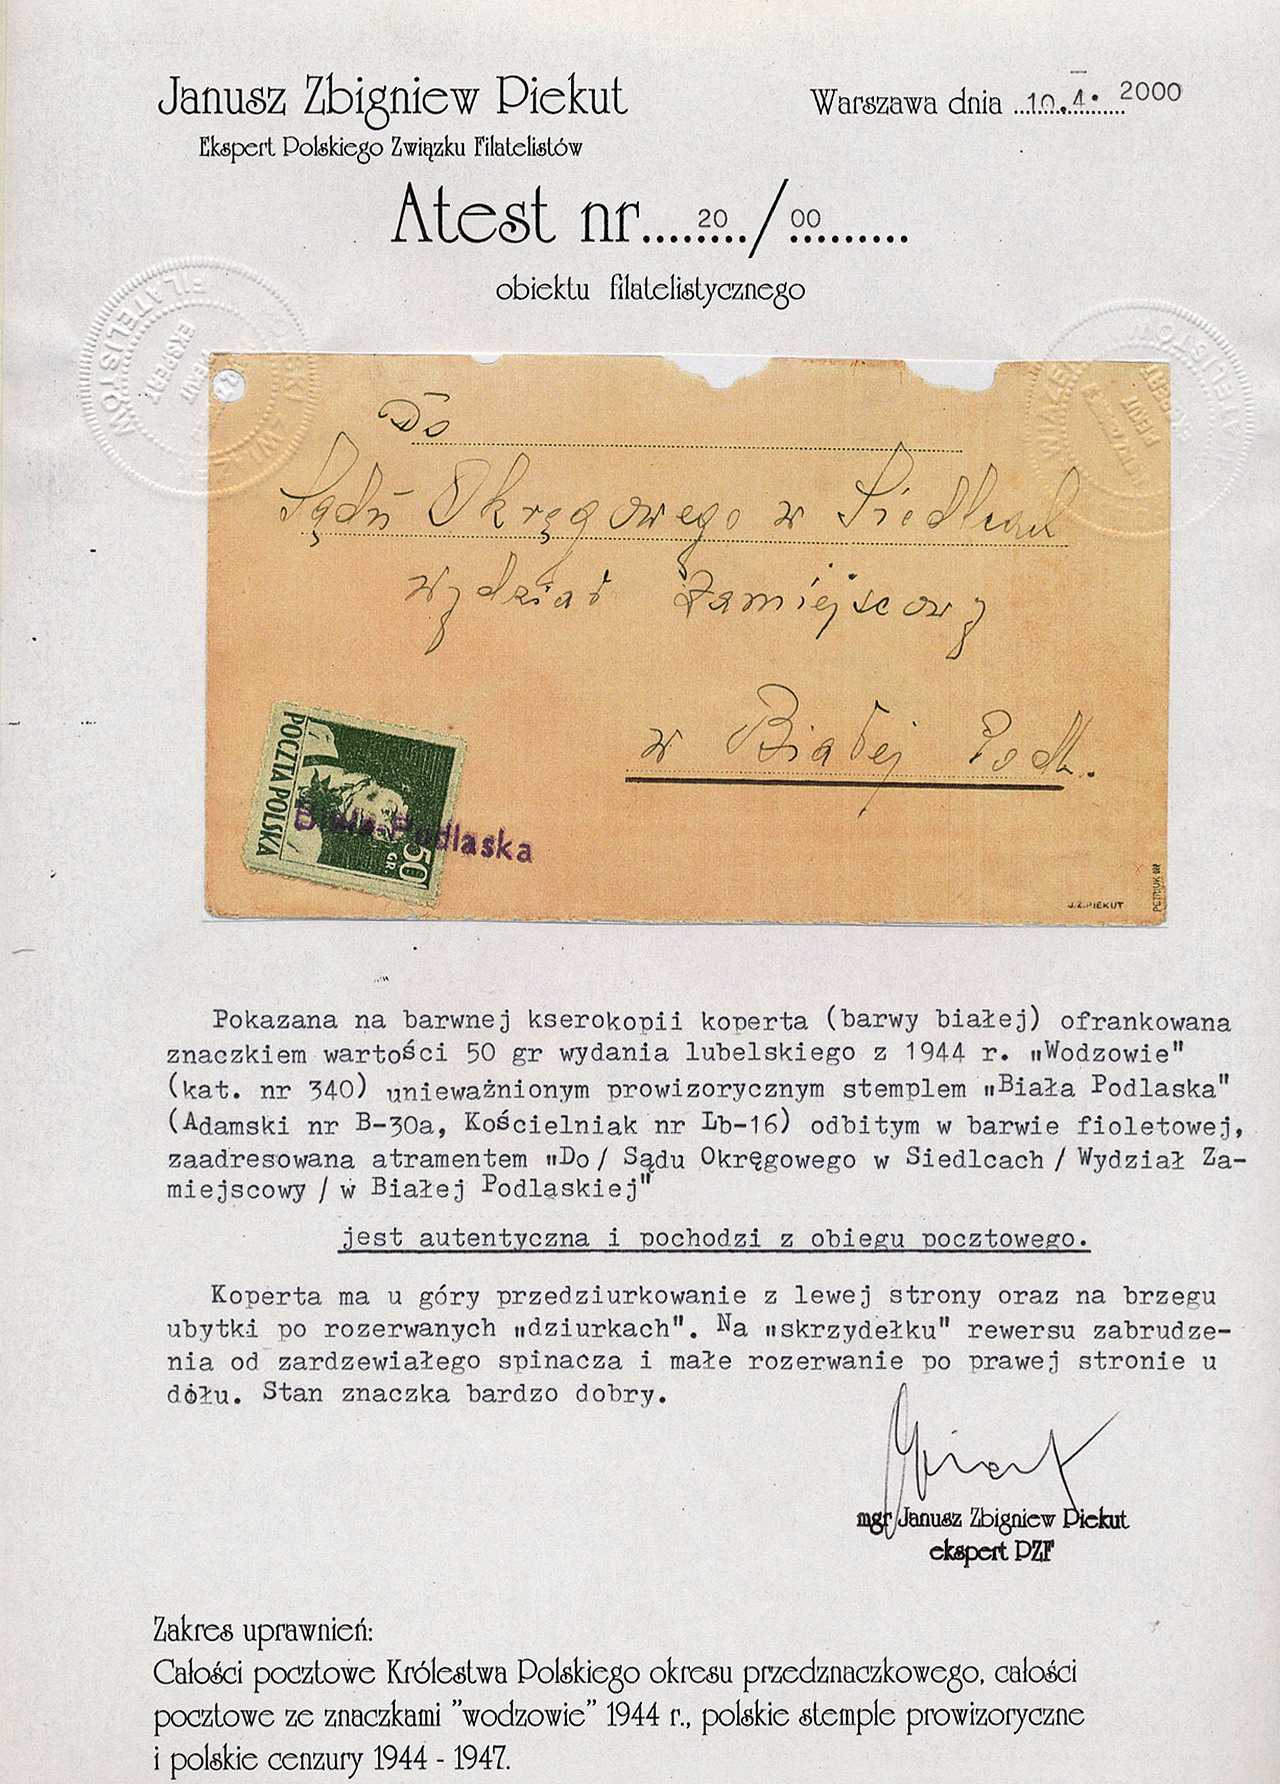 Janusz Zbigniew Piekut
Warszawa dnia 10.4. 2000
Ekspert Polskiego Związku Filatelistów
Atest nr 20/00
obiektu filatelistycznego
Do
Sądu Okręgowego w Siedlcach
wydział Zamiejscowy
w Białej Podl.
POCZTA POLSKA
50 GR.
Biała Podlaska
J.Z.PIEKUT
Pokazana na barwnej kserokopii koperta (barwy białej) ofrankowana
znaczkiem wartości 50 gr wydania lubelskiego z 1944 r. „Wodzowie"
(kat. nr 340) unieważnionym prowizorycznym stemplem „Biała Podlaska"
(Adamski nr B-30a, Kościelniak nr Lb-16) odbitym w barwie fioletowej,
zaadresowana atramentem „Do/ Sądu Okręgowego w Siedlcach / Wydział Za-
miejscowy / w Białej Podlaskiej"
jest autentyczna i pochodzi z obiegu pocztowego.
Koperta ma u góry przedziurkowanie z lewej strony oraz na brzegu
ubytki po rozerwanych „dziurkach". Na „skrzydełku" rewersu zabrudze-
nia od zardzewiałego spinacza i małe rozerwanie po prawej stronie u
dołu. Stan znaczka bardzo dobry.
mgr Janusz Zbigniew Piekut
ekspert PZF
Zakres uprawnień:
Całości pocztowe Królestwa Polskiego okresu przedznaczkowego, całości
pocztowe ze znaczkami "wodzowie" 1944 r., polskie stemple prowizoryczne
i polskie cenzury 1944 - 1947.